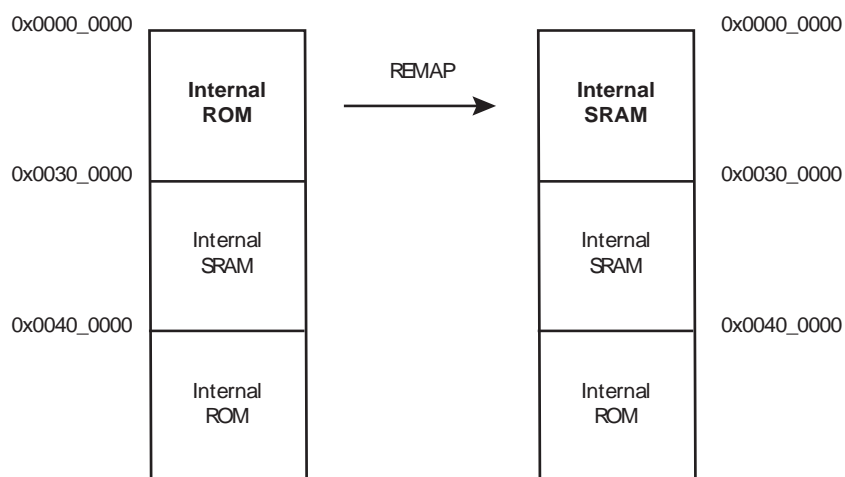 0x0000_0000
Internal
ROM
REMAP
Internal
SRAM
0x0000_0000
0x0030_0000
0x0030_0000
Internal
SRAM
Internal
SRAM
0x0040_0000
0x0040_0000
Internal
ROM
Internal
ROM